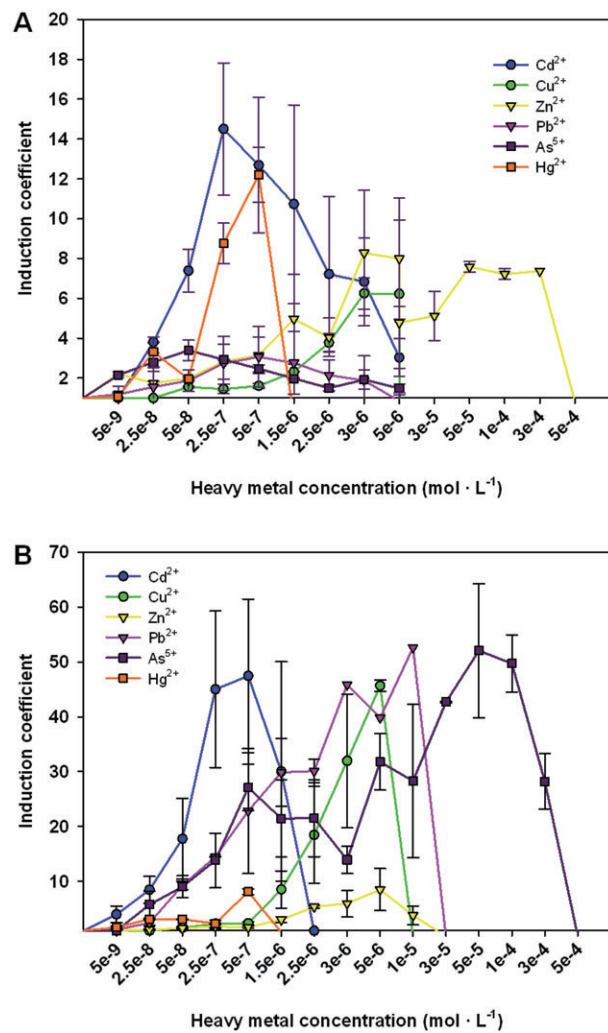 A
20
18
16
14
12
10
8
6
4
2
Induction coefficient
Cd²⁺
Cu²⁺
Zn²⁺
Pb²⁺
As⁵⁺
Hg²⁺
5e-9 2.5e-8 5e-8 2.5e-7 5e-7 1.5e-6 2.5e-6 3e-6 5e-6 3e-5 5e-5 1e-4 3e-4 5e-4
Heavy metal concentration (mol · L⁻¹)
B
70
60
50
40
30
20
10
Induction coefficient
Cd²⁺
Cu²⁺
Zn²⁺
Pb²⁺
As⁵⁺
Hg²⁺
5e-9 2.5e-8 5e-8 2.5e-7 5e-7 1.5e-6 2.5e-6 3e-6 5e-6 1e-5 3e-5 5e-5 1e-4 3e-4 5e-4
Heavy metal concentration (mol · L⁻¹)